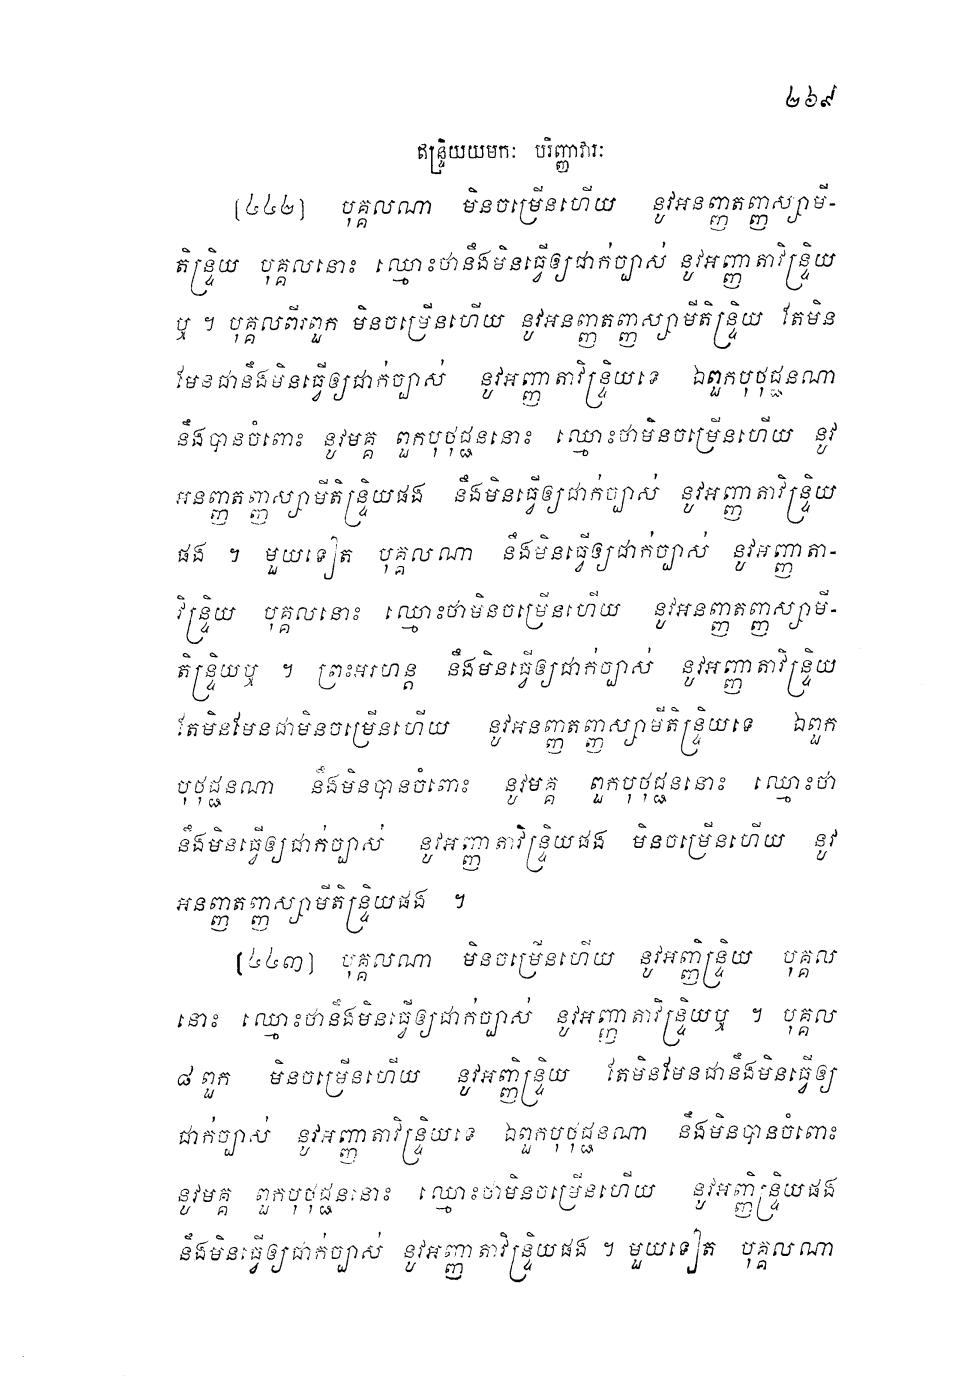 ២៦៩
ឥន្ទ្រិយយមកៈ បរិញ្ញាវារៈ
(៤៤២) បុគ្គលណា មិនចម្រើនហើយ នូវអនញ្ញតញ្ញស្សាមី-
តិន្ទ្រិយ បុគ្គលនោះ ឈ្មោះថានឹងមិនធ្វើឲ្យជាក់ច្បាស់ នូវអញ្ញាតាវិន្ទ្រិយ
ឬ ។ បុគ្គលពីរពួក មិនចម្រើនហើយ នូវអនញ្ញតញ្ញស្សាមីតិន្ទ្រិយ តែមិន
មែនជានឹងមិនធ្វើឲ្យជាក់ច្បាស់ នូវអញ្ញាតាវិន្ទ្រិយទេ ឯពួកបុថុជ្ជនណា
នឹងបានចំពោះ នូវមគ្គ ពួកបុថុជ្ជននោះ ឈ្មោះថាមិនចម្រើនហើយ នូវ
អនញ្ញតញ្ញស្សាមីតិន្ទ្រិយផង នឹងមិនធ្វើឲ្យជាក់ច្បាស់ នូវអញ្ញាតាវិន្ទ្រិយ
ផង ។ មួយទៀត បុគ្គលណា នឹងមិនធ្វើឲ្យជាក់ច្បាស់ នូវអញ្ញាតា-
វិន្ទ្រិយ បុគ្គលនោះ ឈ្មោះថាមិនចម្រើនហើយ នូវអនញ្ញតញ្ញស្សាមី-
តិន្ទ្រិយឬ ។ ព្រះអរហន្ត នឹងមិនធ្វើឲ្យជាក់ច្បាស់ នូវអញ្ញាតាវិន្ទ្រិយ
តែមិនមែនជាមិនចម្រើនហើយ នូវអនញ្ញតញ្ញស្សាមីតិន្ទ្រិយទេ ឯពួក
បុថុជ្ជនណា នឹងមិនបានចំពោះ នូវមគ្គ ពួកបុថុជ្ជននោះ ឈ្មោះថា
នឹងមិនធ្វើឲ្យជាក់ច្បាស់ នូវអញ្ញាតាវិន្ទ្រិយផង មិនចម្រើនហើយ នូវ
អនញ្ញតញ្ញស្សាមីតិន្ទ្រិយផង ។
(៤៤៣) បុគ្គលណា មិនចម្រើនហើយ នូវអញ្ញិន្ទ្រិយ បុគ្គល
នោះ ឈ្មោះថានឹងមិនធ្វើឲ្យជាក់ច្បាស់ នូវអញ្ញាតាវិន្ទ្រិយឬ ។ បុគ្គល
៨ ពួក មិនចម្រើនហើយ នូវអញ្ញិន្ទ្រិយ តែមិនមែនជានឹងមិនធ្វើឲ្យ
ជាក់ច្បាស់ នូវអញ្ញាតាវិន្ទ្រិយទេ ឯពួកបុថុជ្ជនណា នឹងមិនបានចំពោះ
នូវមគ្គ ពួកបុថុជ្ជននោះ ឈ្មោះថាមិនចម្រើនហើយ នូវអញ្ញិន្ទ្រិយផង
នឹងមិនធ្វើឲ្យជាក់ច្បាស់ នូវអញ្ញាតាវិន្ទ្រិយផង ។ មួយទៀត បុគ្គលណា